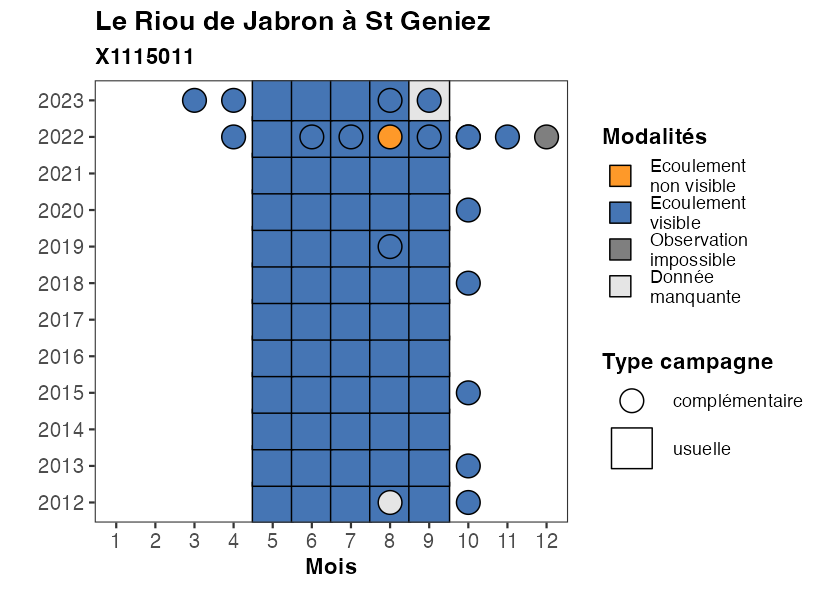 Le Riou de Jabron à St Geniez
X1115011
2023
2022
2021
2020
2019
2018
2017
2016
2015
2014
2013
2012
1 2 3 4 5 6 7 8 9 10 11 12
Mois
Modalités
Ecoulement
non visible
Ecoulement
visible
Observation
impossible
Donnée
manquante
Type campagne
complémentaire
usuelle